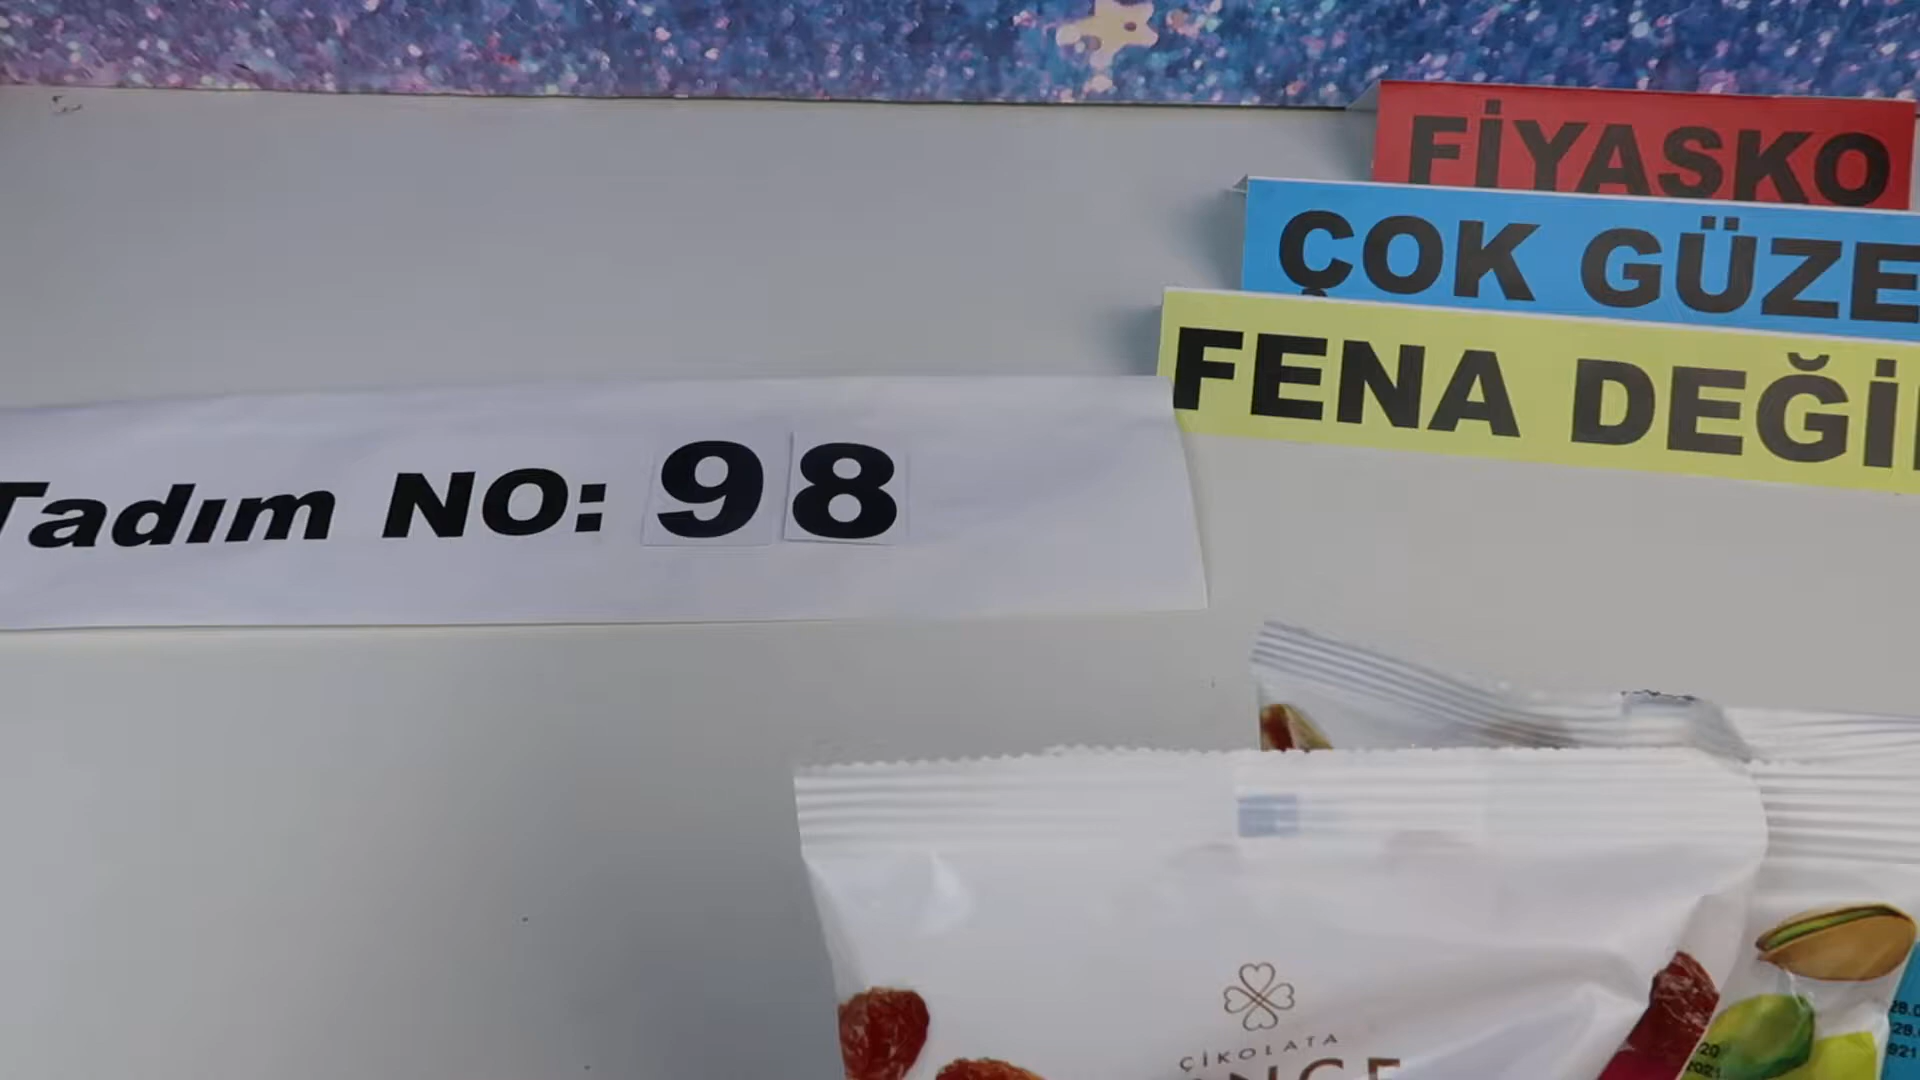 FİYASKO
ÇOK GÜZE
FENA DEĞİ
Tadım NO: 98
ÇİKOLATA